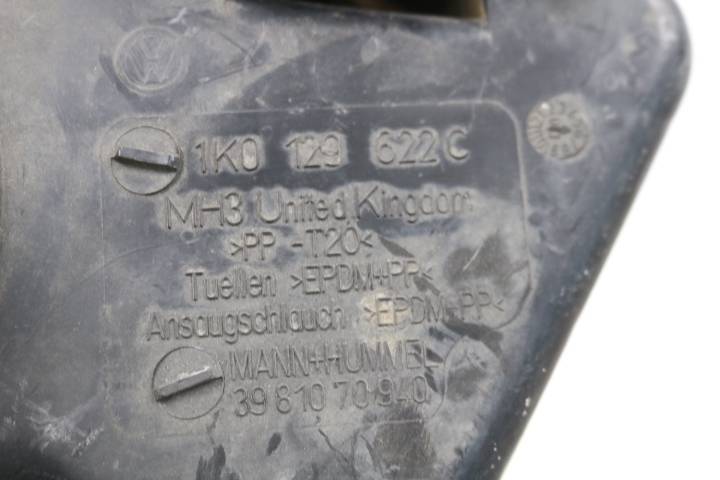 1K0 129 622C
MH3 United Kingdom
>PP -T20<
Tuellen >EPDM+PP<
Ansaugschlauch >EPDM+PP<
MANN+HUMMEL
39 810 70 940